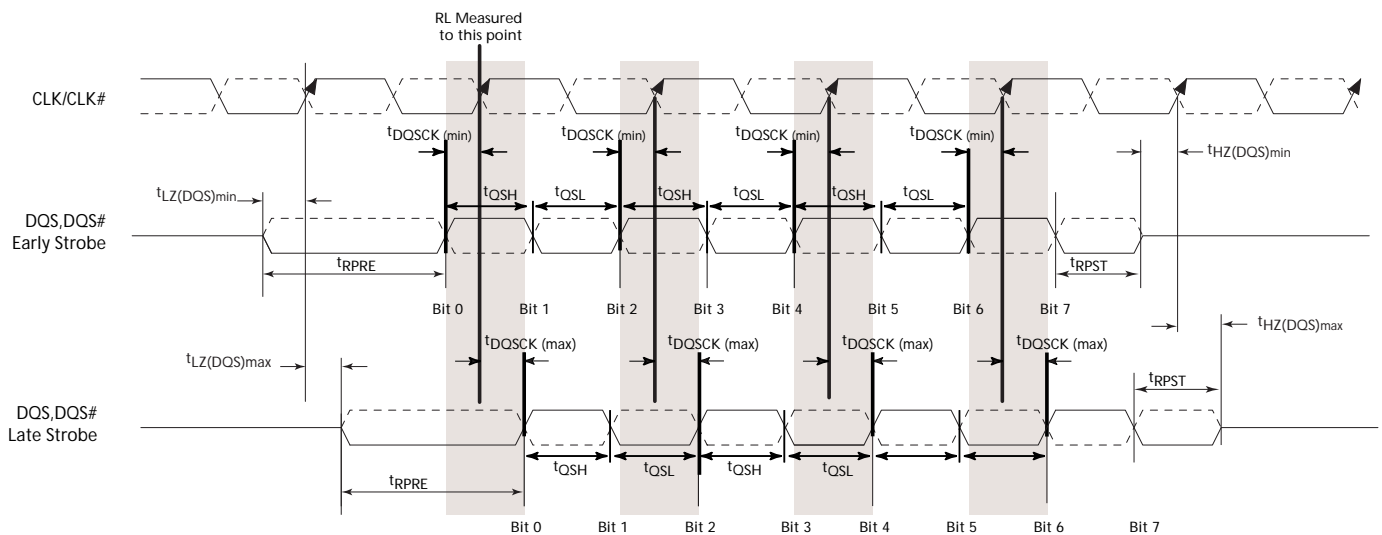 RL Measured
to this point
CLK/CLK#
tDQSCK (min) tDQSCK (min) tDQSCK (min) tDQSCK (min)
tHZ(DQS)min
tLZ(DQS)min
tQSH tQSL tQSH tQSL tQSH tQSL
DQS,DQS#
Early Strobe
tRPRE tRPST
Bit 0 Bit 1 Bit 2 Bit 3 Bit 4 Bit 5 Bit 6 Bit 7
tHZ(DQS)max
tDQSCK (max) tDQSCK (max) tDQSCK (max) tDQSCK (max)
tLZ(DQS)max
tRPST
DQS,DQS#
Late Strobe
tQSH tQSL tQSH tQSL
tRPRE
Bit 0 Bit 1 Bit 2 Bit 3 Bit 4 Bit 5 Bit 6 Bit 7